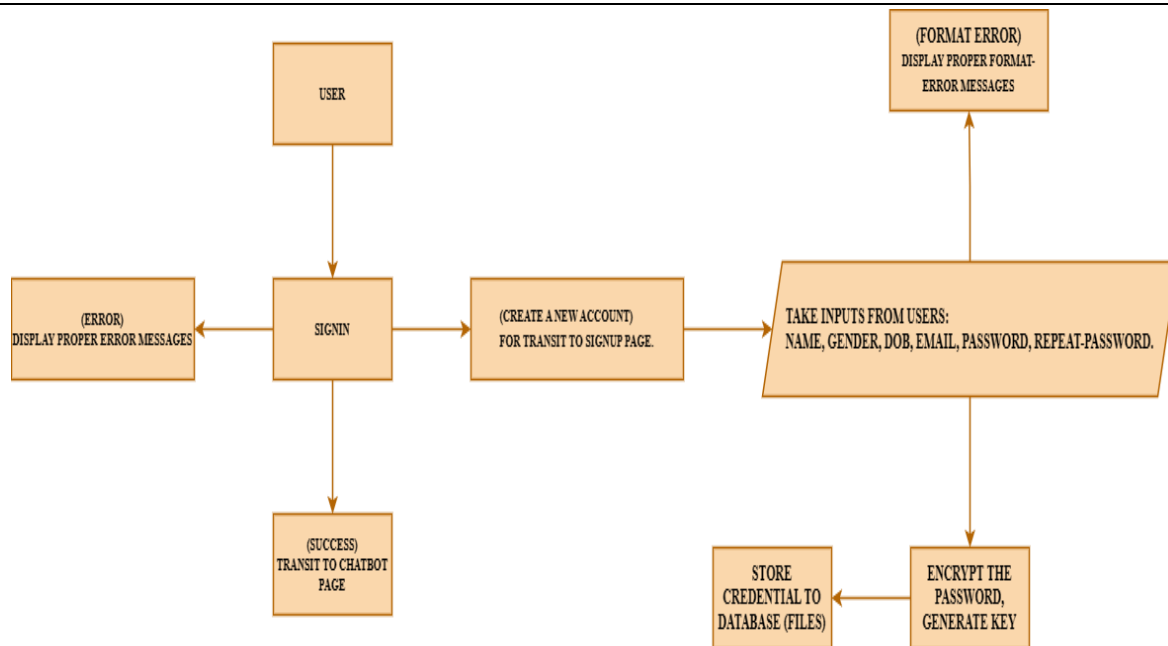 USER
(FORMAT ERROR)
DISPLAY PROPER FORMAT-
ERROR MESSAGES
(ERROR)
DISPLAY PROPER ERROR MESSAGES
SIGNIN
(CREATE A NEW ACCOUNT)
FOR TRANSIT TO SIGNUP PAGE.
TAKE INPUTS FROM USERS:
NAME, GENDER, DOB, EMAIL, PASSWORD, REPEAT-PASSWORD.
(SUCCESS)
TRANSIT TO CHATBOT
PAGE
STORE
CREDENTIAL TO
DATABASE (FILES)
ENCRYPT THE
PASSWORD,
GENERATE KEY